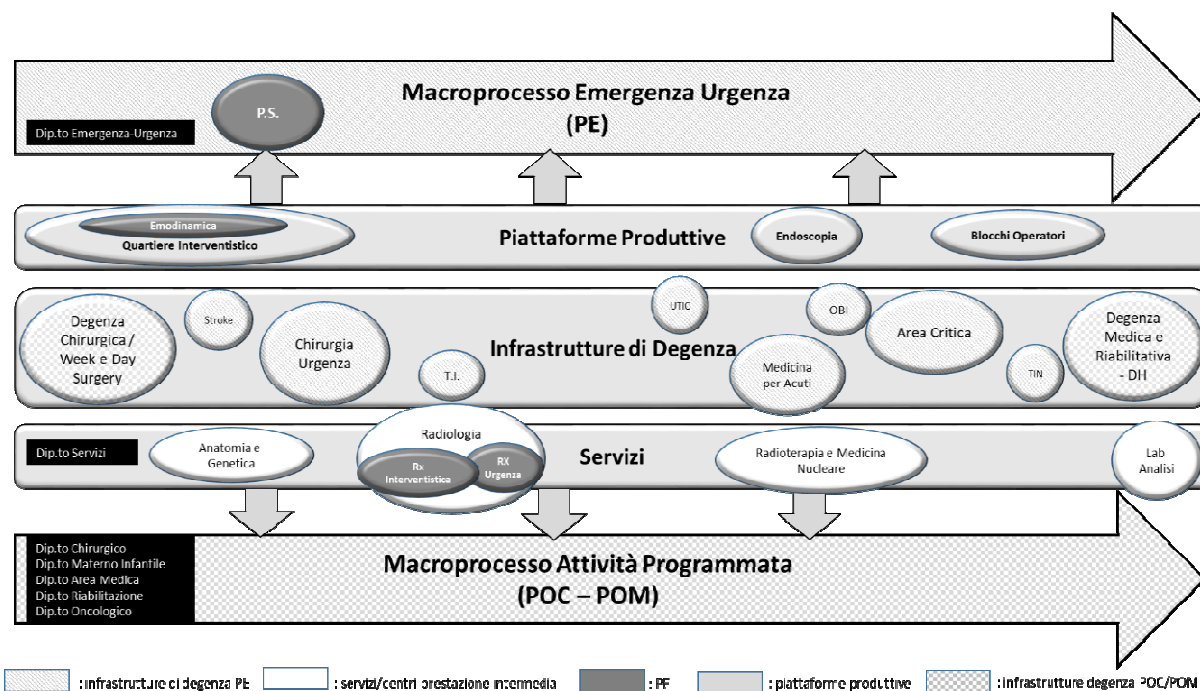 Macroprocesso Emergenza Urgenza
(PE)
P.S.
Dip.to Emergenza-Urgenza
Emodinamica
Quartiere Interventistico
Piattaforme Produttive
Endoscopia
Blocchi Operatori
Degenza
Chirurgica /
Week e Day
Surgery
Stroke
Chirurgia
Urgenza
T.I.
Infrastrutture di Degenza
UTIC
Medicina
per Acuti
OBI
Area Critica
TIN
Degenza
Medica e
Riabilitativa
- DH
Dip.to Servizi
Anatomia e
Genetica
Radiologia
Rx
Interventistica
RX
Urgenza
Servizi
Radioterapia e Medicina
Nucleare
Lab
Analisi
Dip.to Chirurgico
Dip.to Materno Infantile
Dip.to Area Medica
Dip.to Riabilitazione
Dip.to Oncologico
Macroprocesso Attività Programmata
(POC – POM)
: infrastrutture di degenza PE
: servizi/centri prestazione intermedia
: PE
: piattaforme produttive
: infrastrutture degenza POC/POM